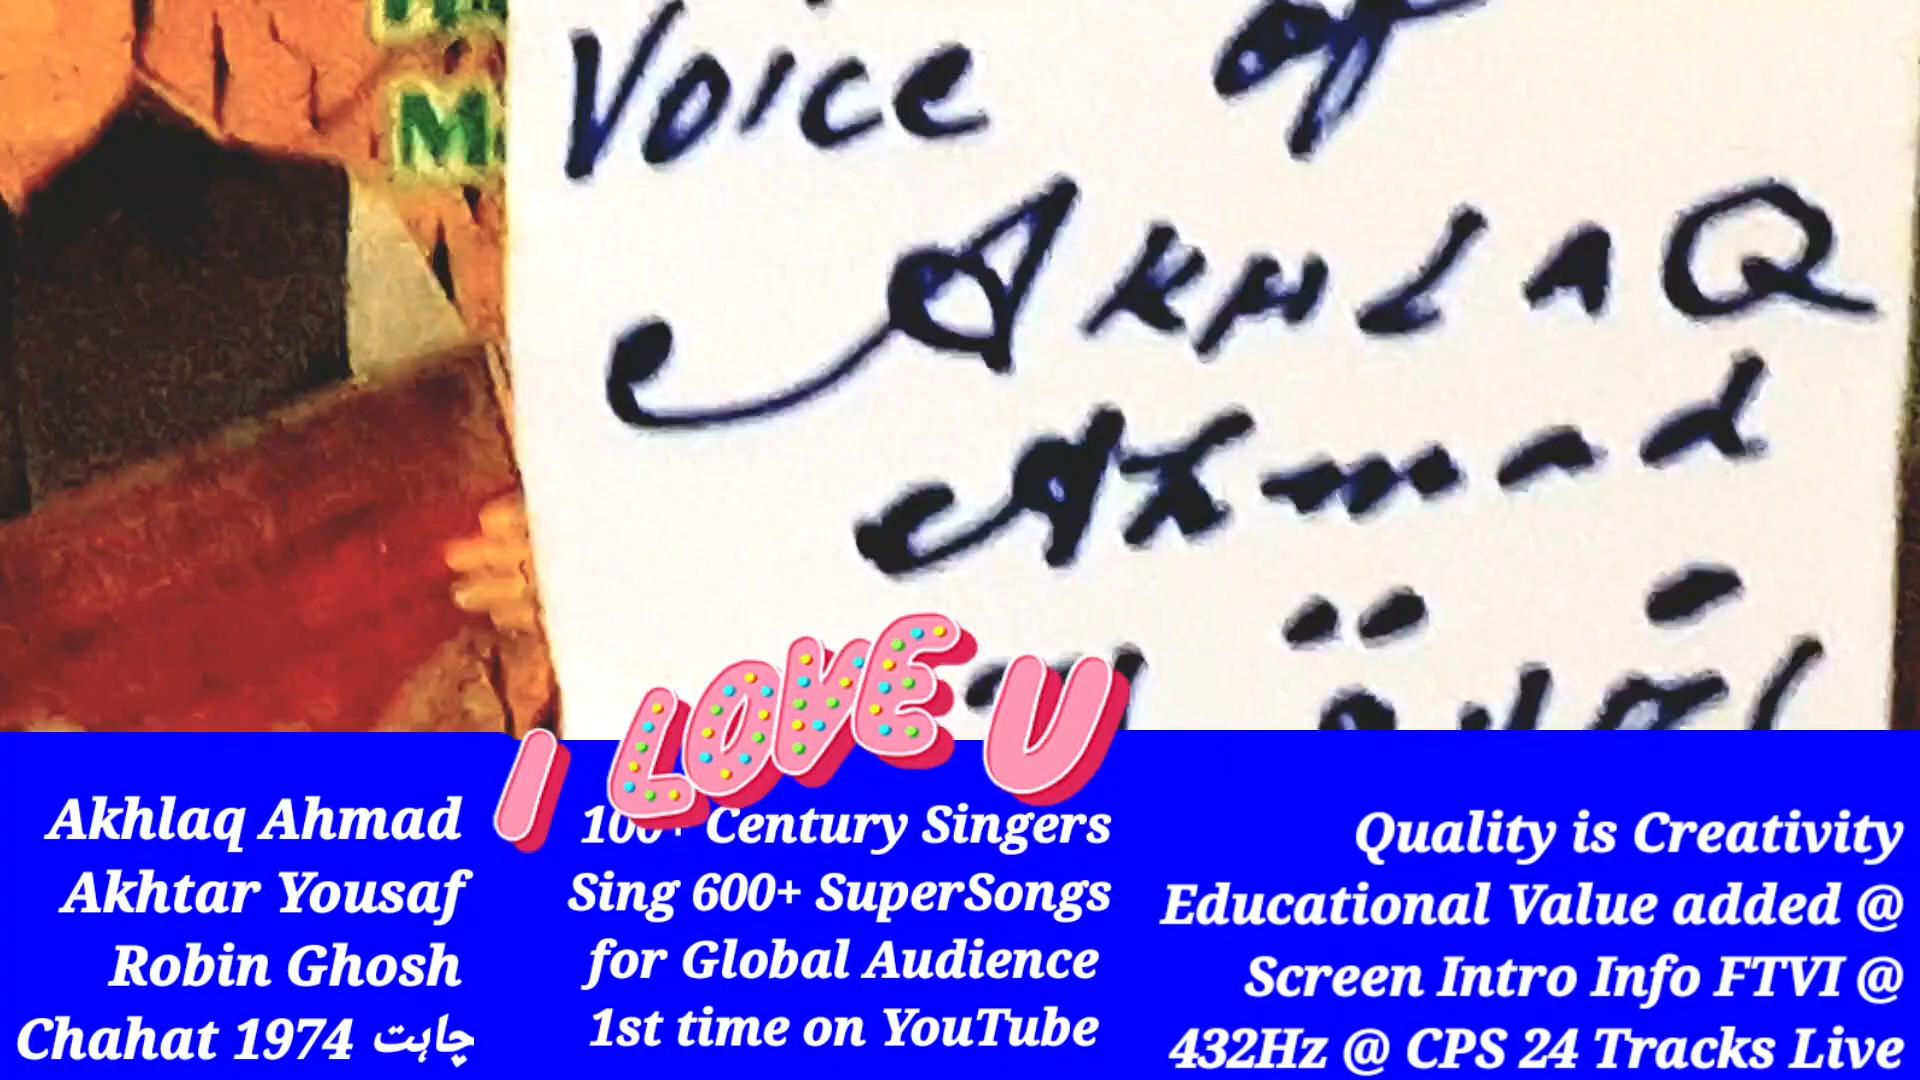 Voice of
AKHLAQ
Ahmad
I LOVE U
Akhlaq Ahmad
Akhtar Yousaf
Robin Ghosh
Chahat 1974 چاہت
100+ Century Singers
Sing 600+ SuperSongs
for Global Audience
1st time on YouTube
Quality is Creativity
Educational Value added @
Screen Intro Info FTVI @
432Hz @ CPS 24 Tracks Live